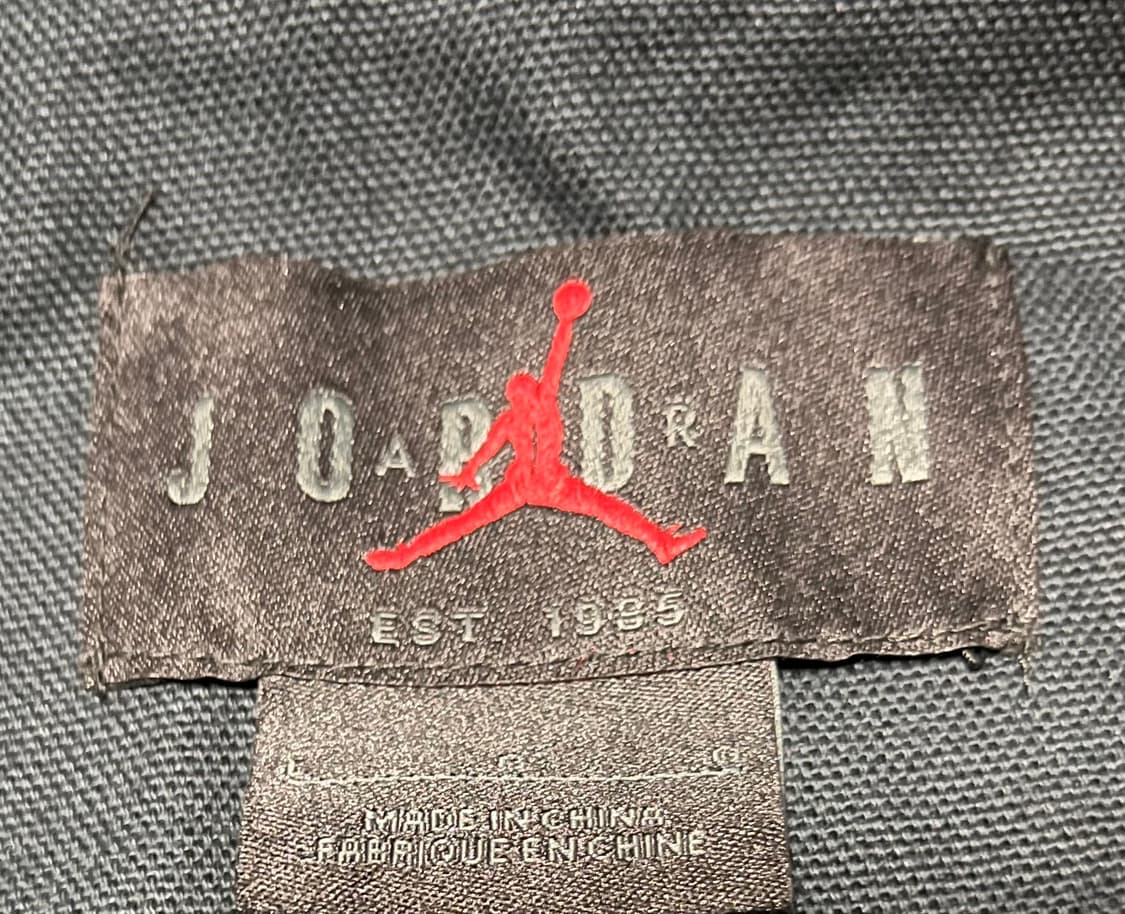 JORDAN
A R
EST. 1985
L G G
MADE IN CHINA
FABRIQUE EN CHINE